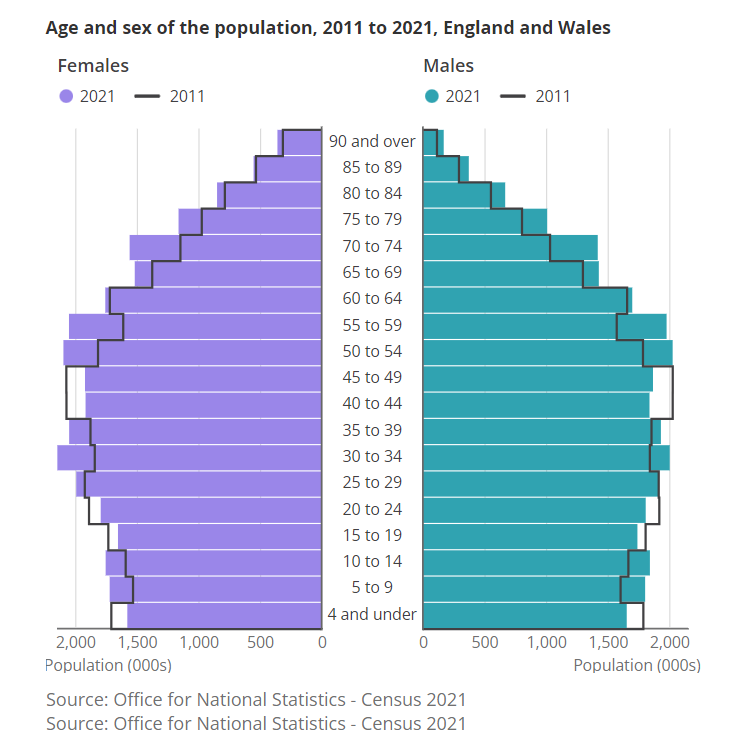 Age and sex of the population, 2011 to 2021, England and Wales
Females
Males
2021 2011
2021 2011
90 and over
85 to 89
80 to 84
75 to 79
70 to 74
65 to 69
60 to 64
55 to 59
50 to 54
45 to 49
40 to 44
35 to 39
30 to 34
25 to 29
20 to 24
15 to 19
10 to 14
5 to 9
4 and under
2,000 1,500 1,000 500 0
0 500 1,000 1,500 2,000
Population (000s)
Population (000s)
Source: Office for National Statistics - Census 2021
Source: Office for National Statistics - Census 2021